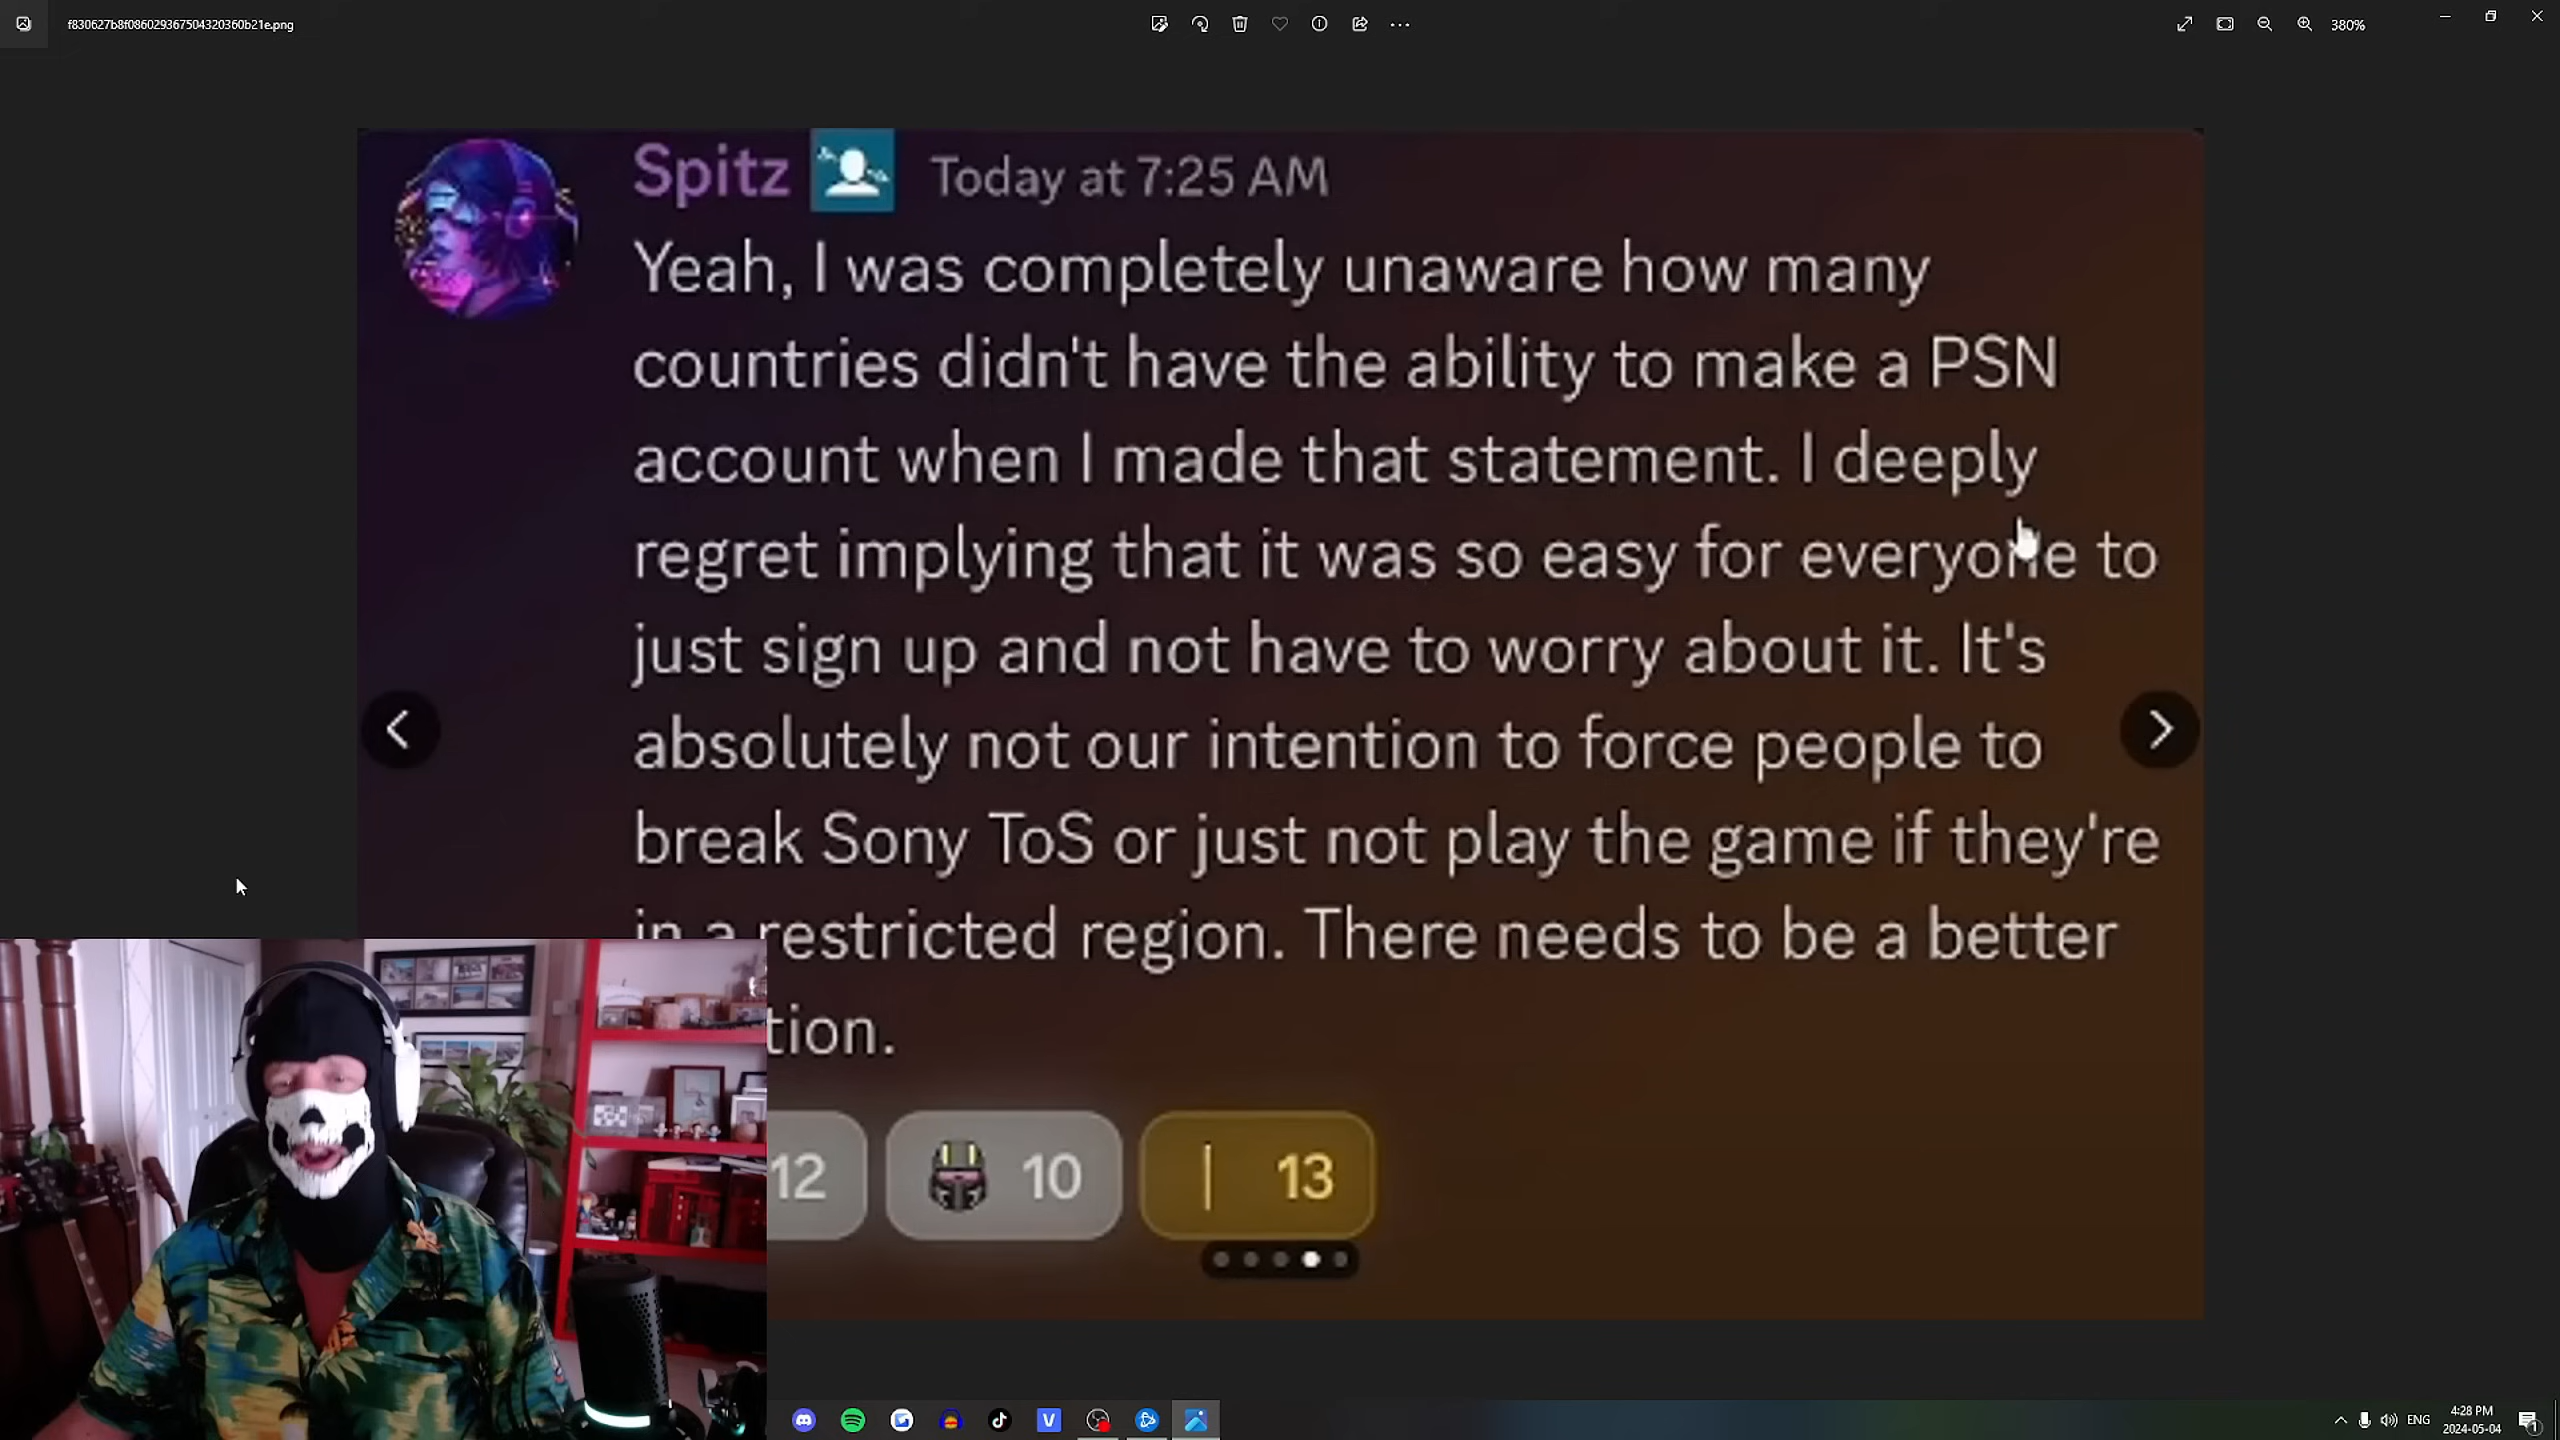 f830627b8f086029367504320360b21e.png
380%
Spitz Today at 7:25 AM
Yeah, I was completely unaware how many
countries didn't have the ability to make a PSN
account when I made that statement. I deeply
regret implying that it was so easy for everyone to
just sign up and not have to worry about it. It's
absolutely not our intention to force people to
break Sony ToS or just not play the game if they're
in a restricted region. There needs to be a better
tion.
12 10 13
ENG
4:28 PM
2024-05-04